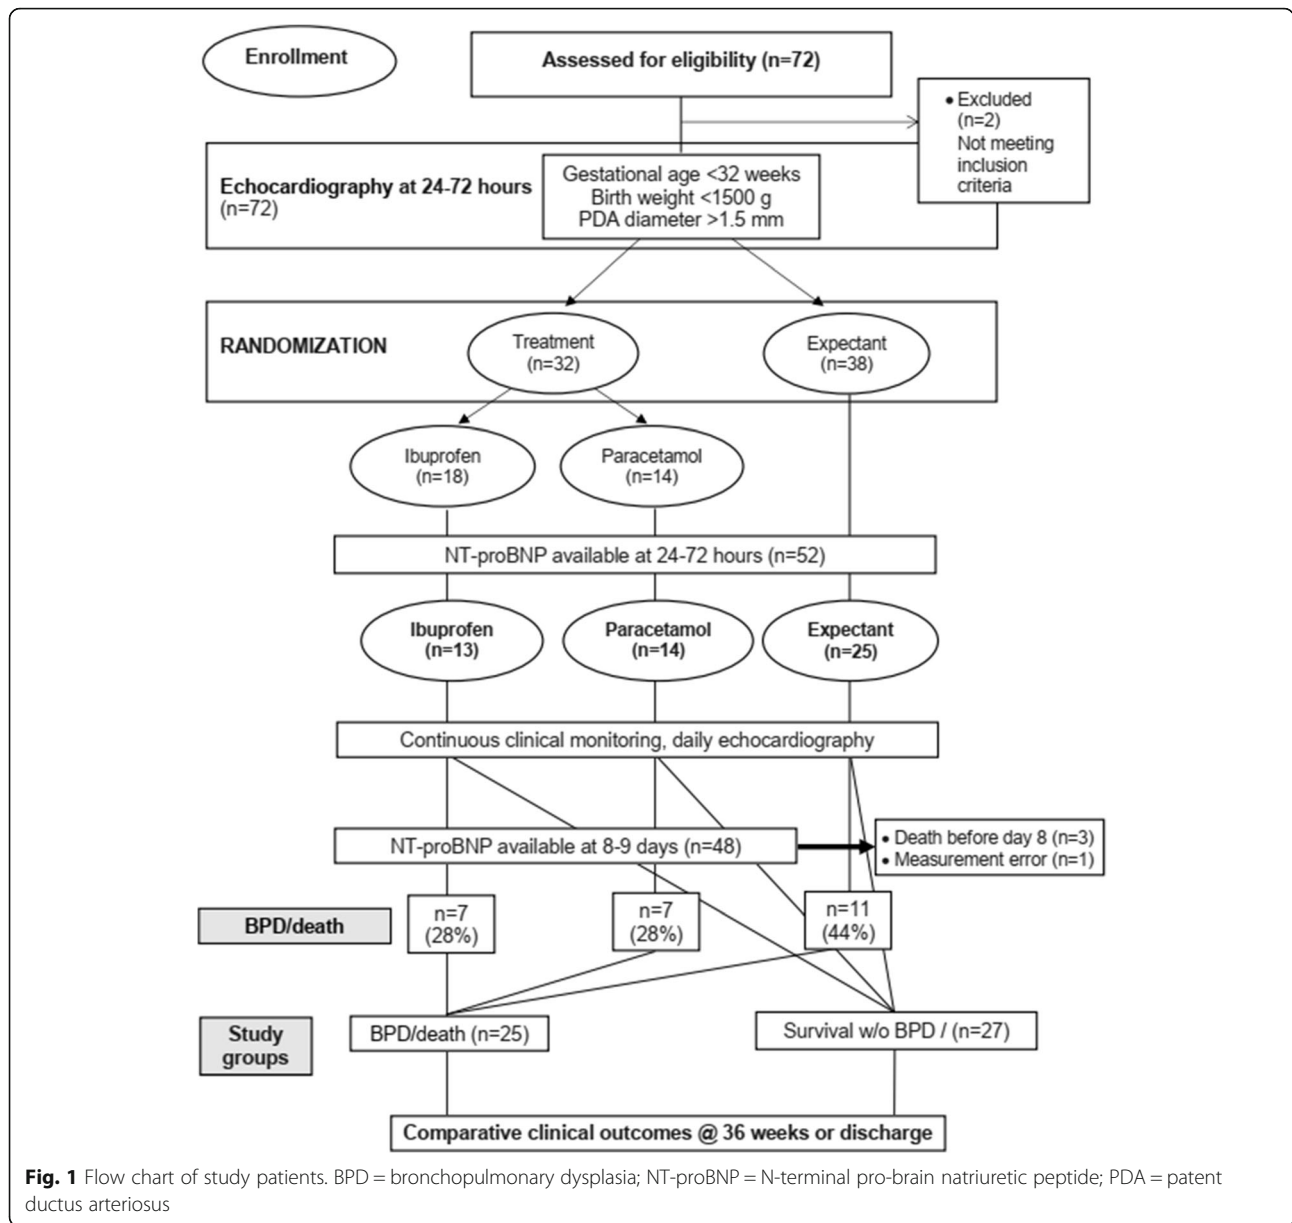 Enrollment
Assessed for eligibility (n=72)
• Excluded
(n=2)
Not meeting
inclusion
criteria
Echocardiography at 24-72 hours
(n=72)
Gestational age <32 weeks
Birth weight <1500 g
PDA diameter >1.5 mm
RANDOMIZATION
Treatment
(n=32)
Expectant
(n=38)
Ibuprofen
(n=18)
Paracetamol
(n=14)
NT-proBNP available at 24-72 hours (n=52)
Ibuprofen
(n=13)
Paracetamol
(n=14)
Expectant
(n=25)
Continuous clinical monitoring, daily echocardiography
NT-proBNP available at 8-9 days (n=48)
• Death before day 8 (n=3)
• Measurement error (n=1)
BPD/death
n=7
(28%)
n=7
(28%)
n=11
(44%)
Study
groups
BPD/death (n=25)
Survival w/o BPD / (n=27)
Comparative clinical outcomes @ 36 weeks or discharge
Fig. 1 Flow chart of study patients. BPD = bronchopulmonary dysplasia; NT-proBNP = N-terminal pro-brain natriuretic peptide; PDA = patent
ductus arteriosus